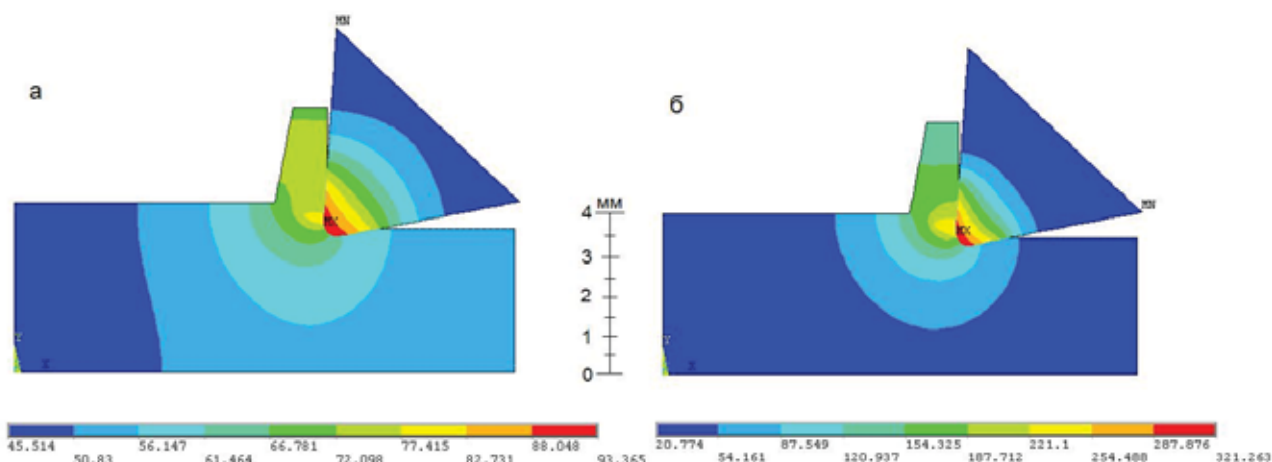 MN
а
б
MX
MM
4
3
2
1
0
Y
X
MN
MX
Y
X
45.514 56.147 66.781 77.415 88.048
50.83 61.464 72.098 82.731 93.365
20.774 87.549 154.325 221.1 287.876
54.161 120.937 187.712 254.488 321.263